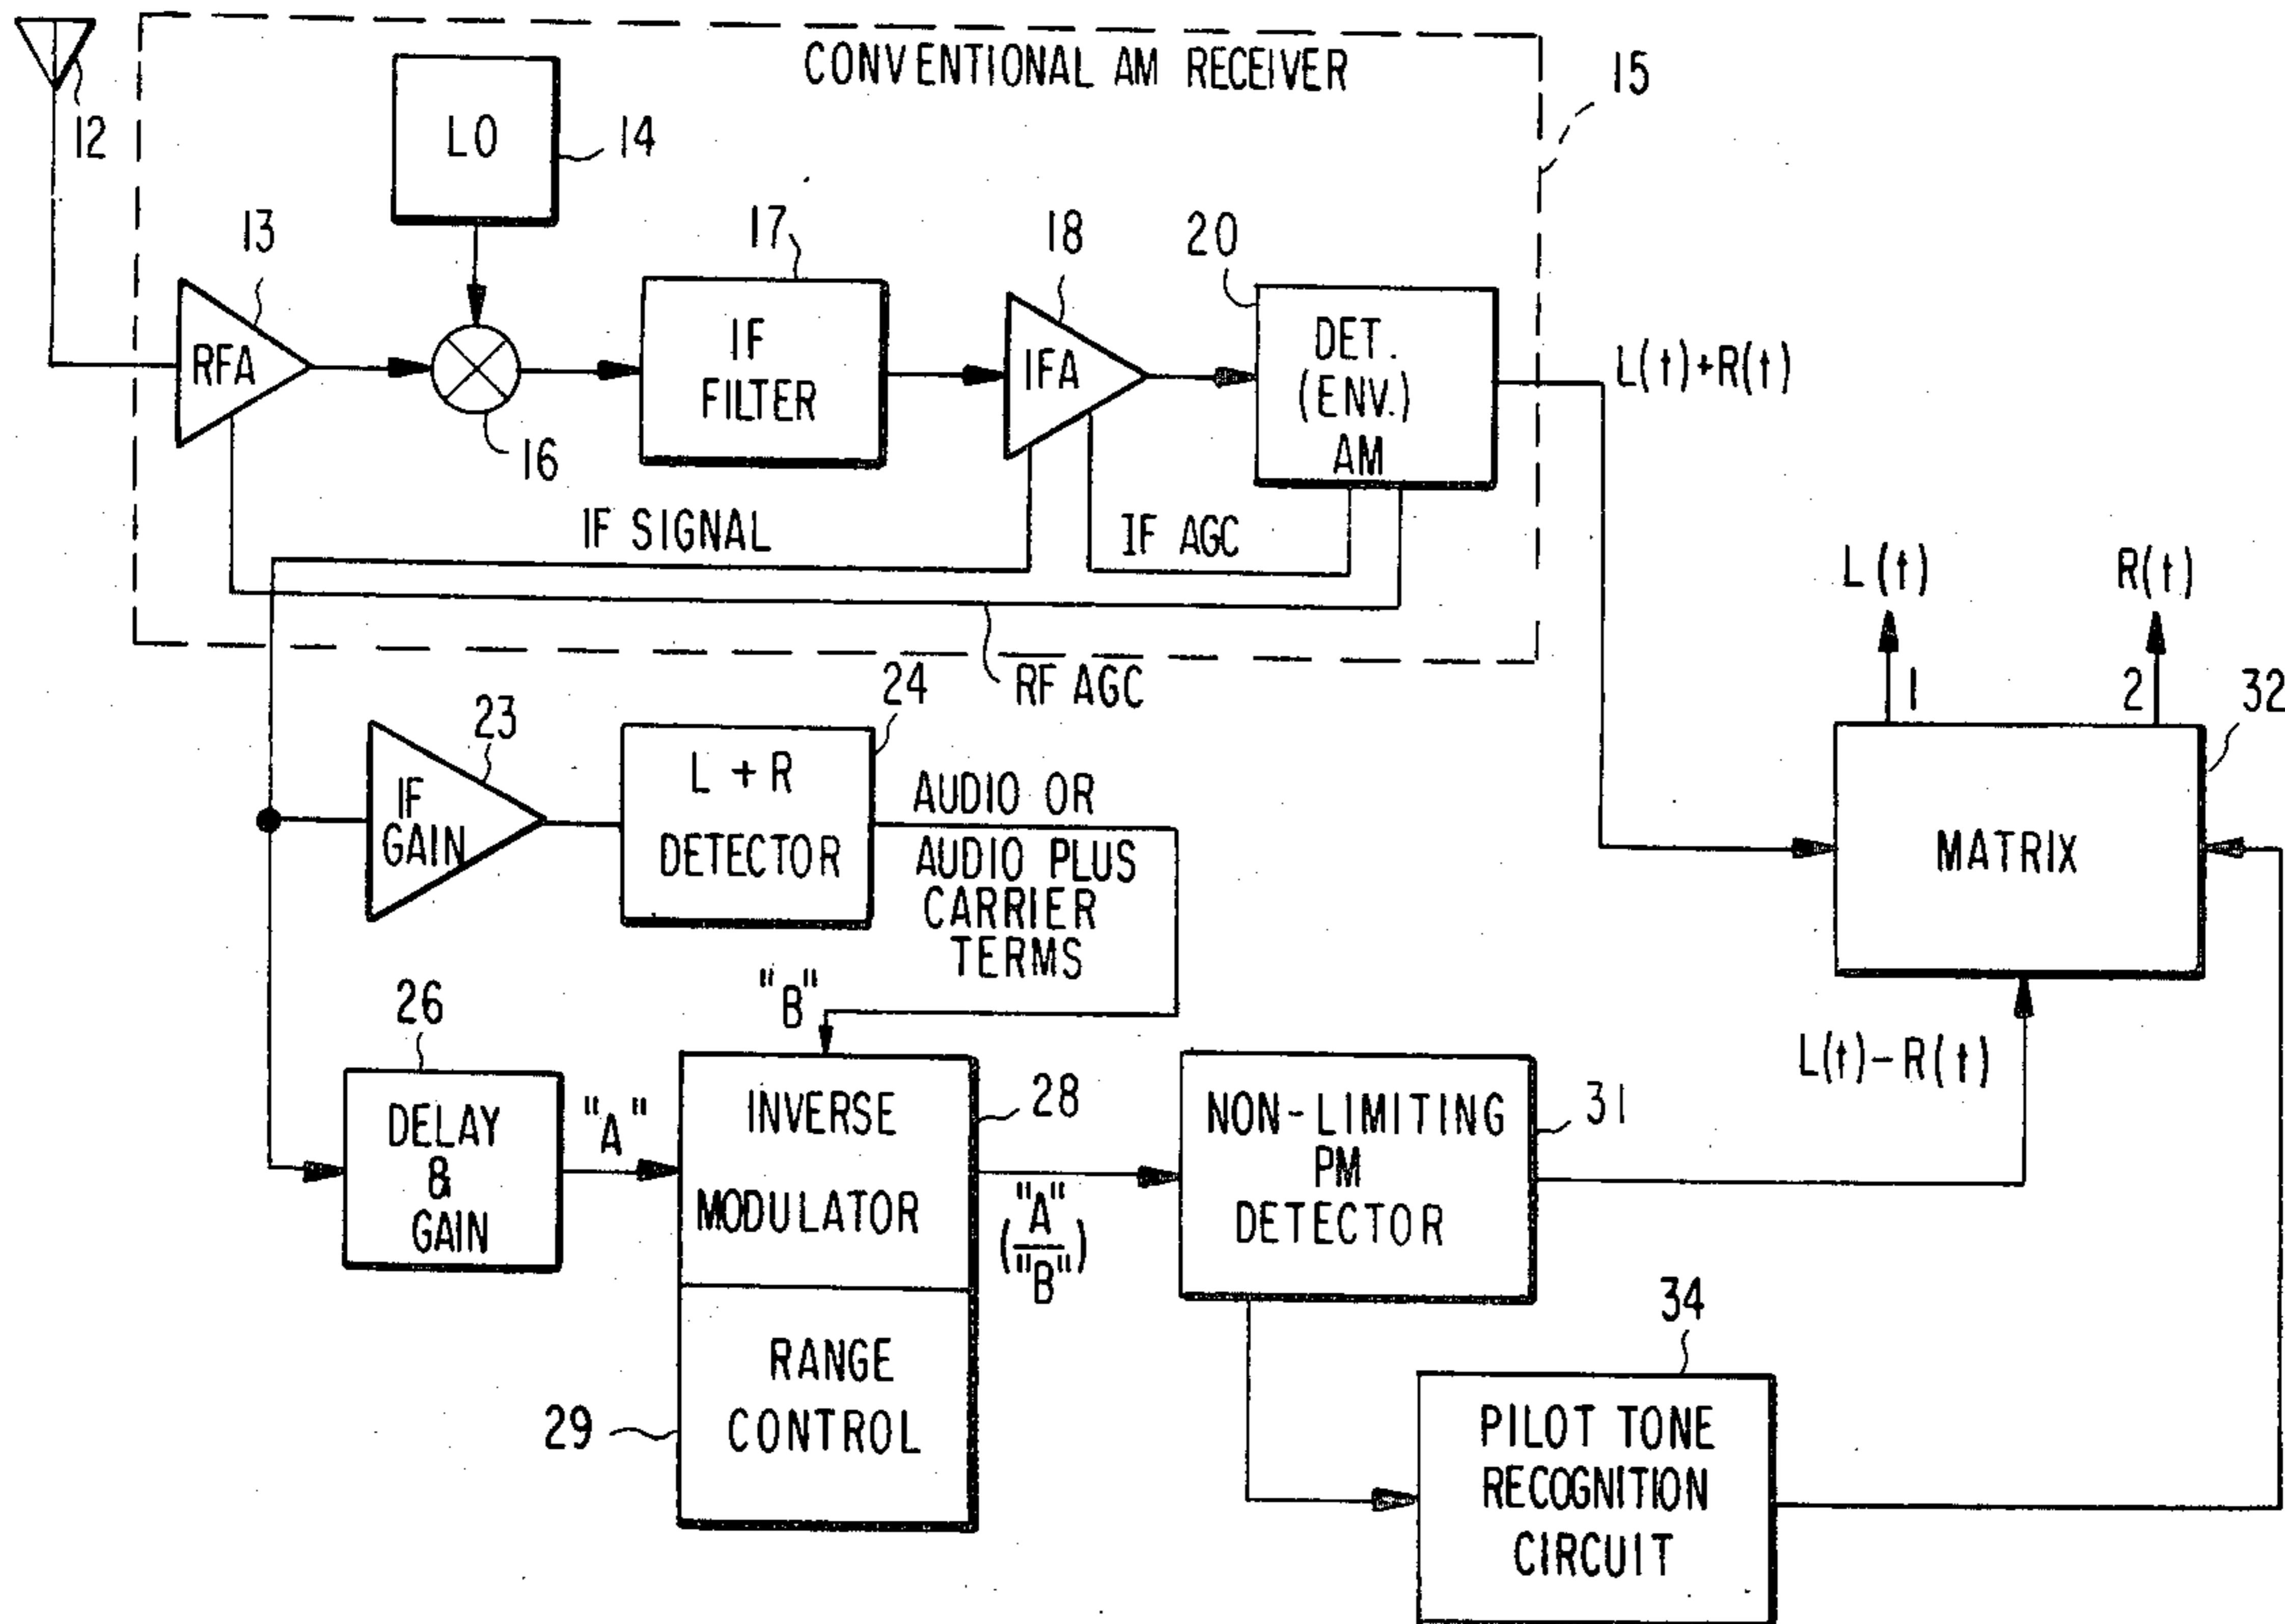 CONVENTIONAL AM RECEIVER
15
12
LO
14
13
17
18
20
RFA
IF
FILTER
IFA
DET.
(ENV.)
AM
L(t)+R(t)
16
IF SIGNAL
IF AGC
RF AGC
L(t)
R(t)
1
2
32
23
24
IF
GAIN
L + R
DETECTOR
AUDIO OR
AUDIO PLUS
CARRIER
TERMS
MATRIX
"B"
26
DELAY
&
GAIN
"A"
INVERSE
MODULATOR
28
("A"
"B")
NON-LIMITING
PM
DETECTOR
31
L(t)-R(t)
RANGE
CONTROL
29
34
PILOT TONE
RECOGNITION
CIRCUIT